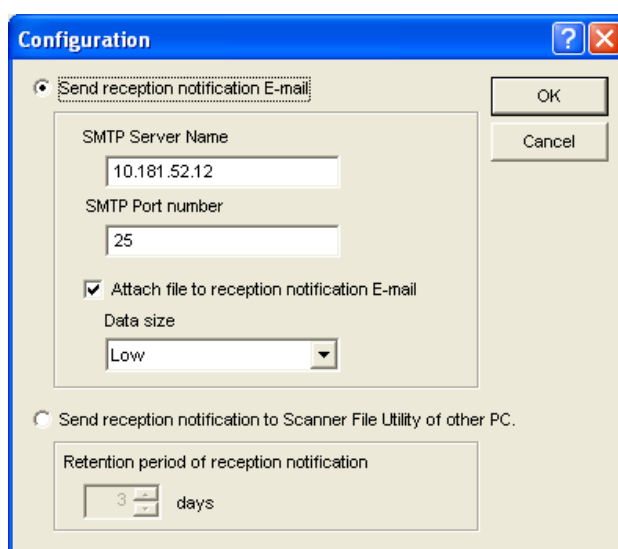 Configuration
Send reception notification E-mail
OK
SMTP Server Name
Cancel
10.181.52.12
SMTP Port number
25
Attach file to reception notification E-mail
Data size
Low
Send reception notification to Scanner File Utility of other PC.
Retention period of reception notification
3 days